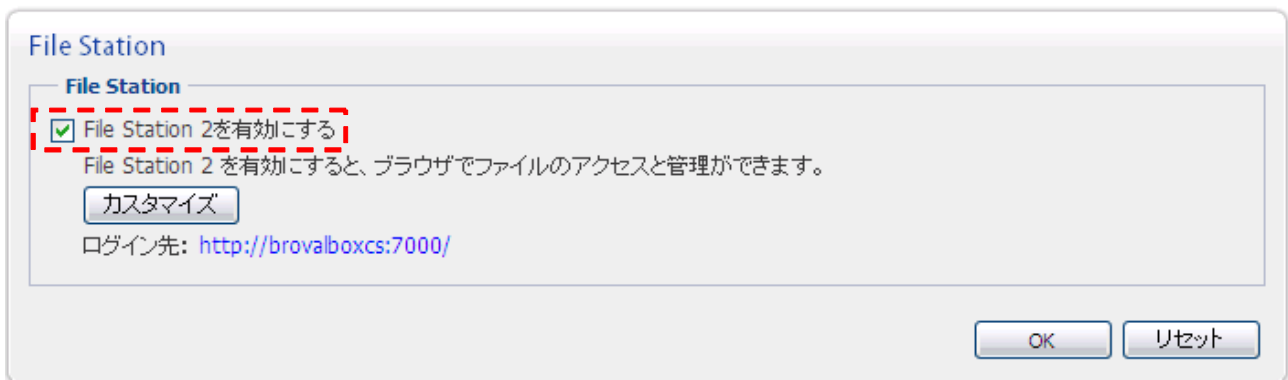 File Station
File Station
File Station 2を有効にする
File Station 2 を有効にすると、ブラウザでファイルのアクセスと管理ができます。
カスタマイズ
ログイン先: http://brovalboxcs:7000/
OK リセット